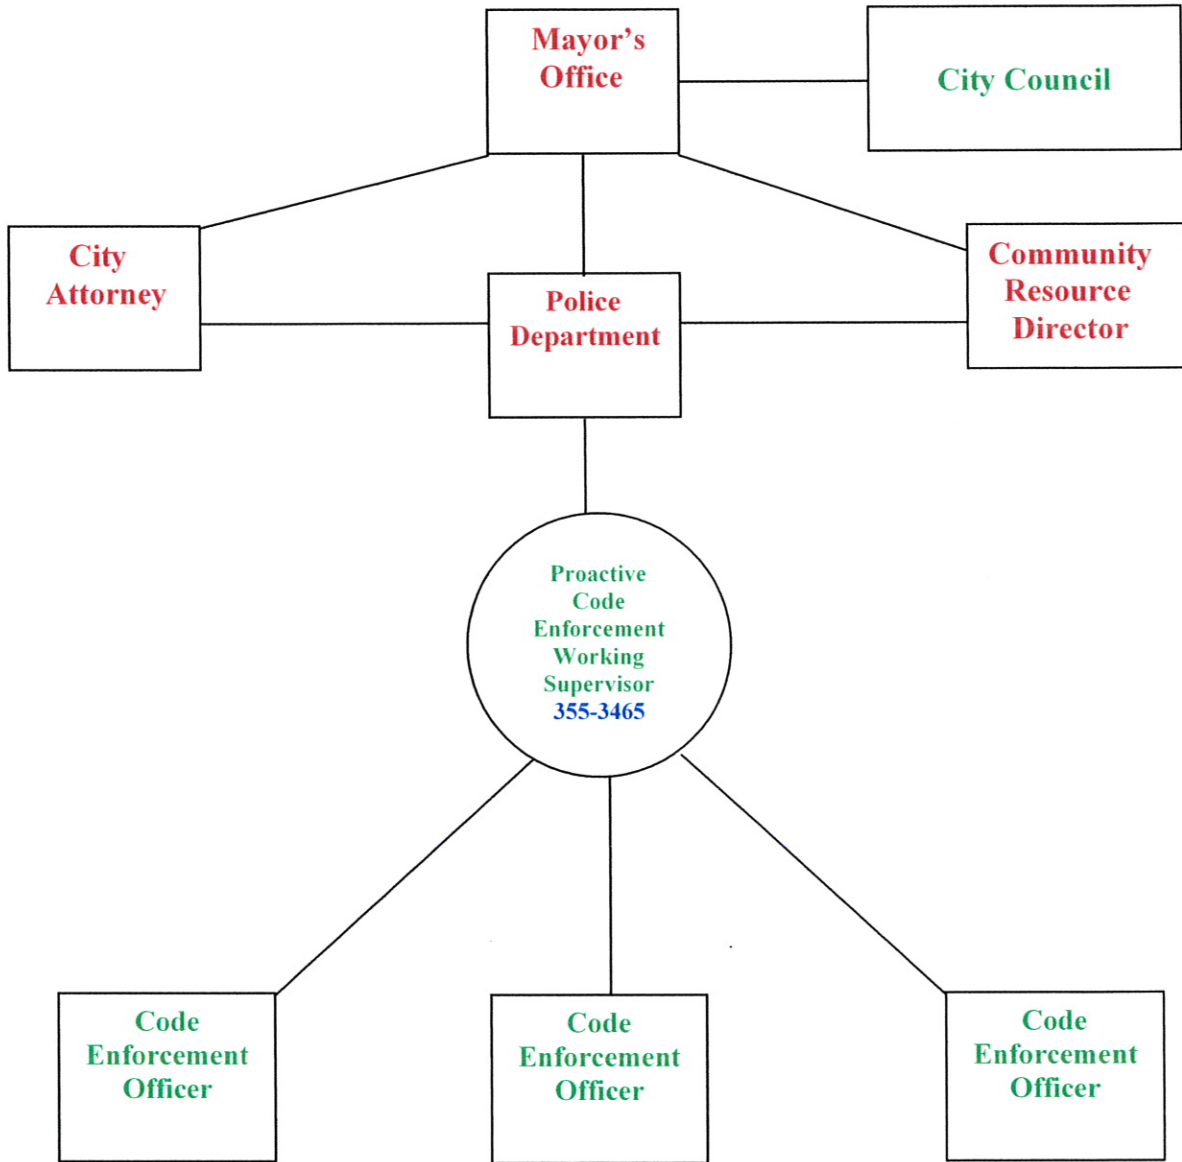 Mayor's
Office
City Council
City
Attorney
Police
Department
Community
Resource
Director
Proactive
Code
Enforcement
Working
Supervisor
355-3465
Code
Enforcement
Officer
Code
Enforcement
Officer
Code
Enforcement
Officer